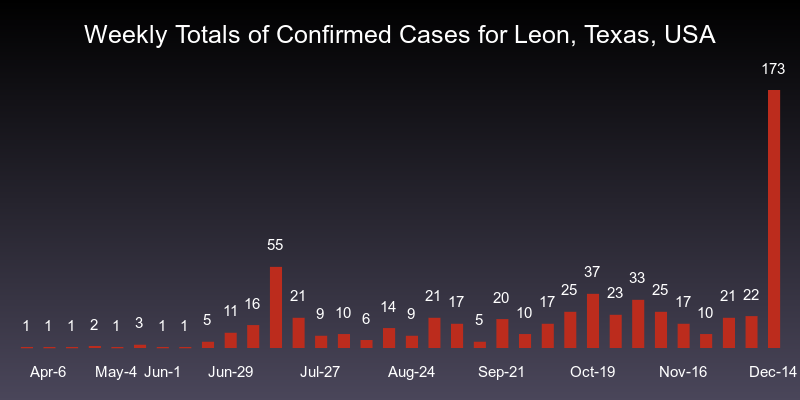 Weekly Totals of Confirmed Cases for Leon, Texas, USA
173
55
37
33
25 25
21 21 20 23 21 22
16 14 17 17 17
11 9 10 9 10 10
1 1 1 2 1 3 1 1 5 6 5
Apr-6 May-4 Jun-1 Jun-29 Jul-27 Aug-24 Sep-21 Oct-19 Nov-16 Dec-14